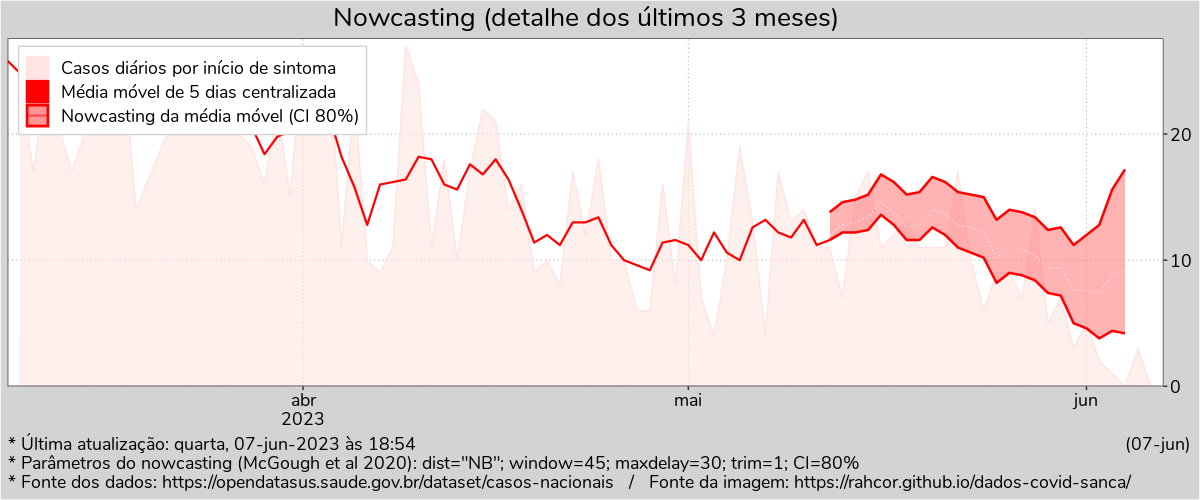 Nowcasting (detalhe dos últimos 3 meses)
Casos diários por início de sintoma
Média móvel de 5 dias centralizada
Nowcasting da média móvel (CI 80%)
20
10
0
abr
2023
mai
jun
* Última atualização: quarta, 07-jun-2023 às 18:54
(07-jun)
* Parâmetros do nowcasting (McGough et al 2020): dist="NB"; window=45; maxdelay=30; trim=1; CI=80%
* Fonte dos dados: https://opendatasus.saude.gov.br/dataset/casos-nacionais / Fonte da imagem: https://rahcor.github.io/dados-covid-sanca/